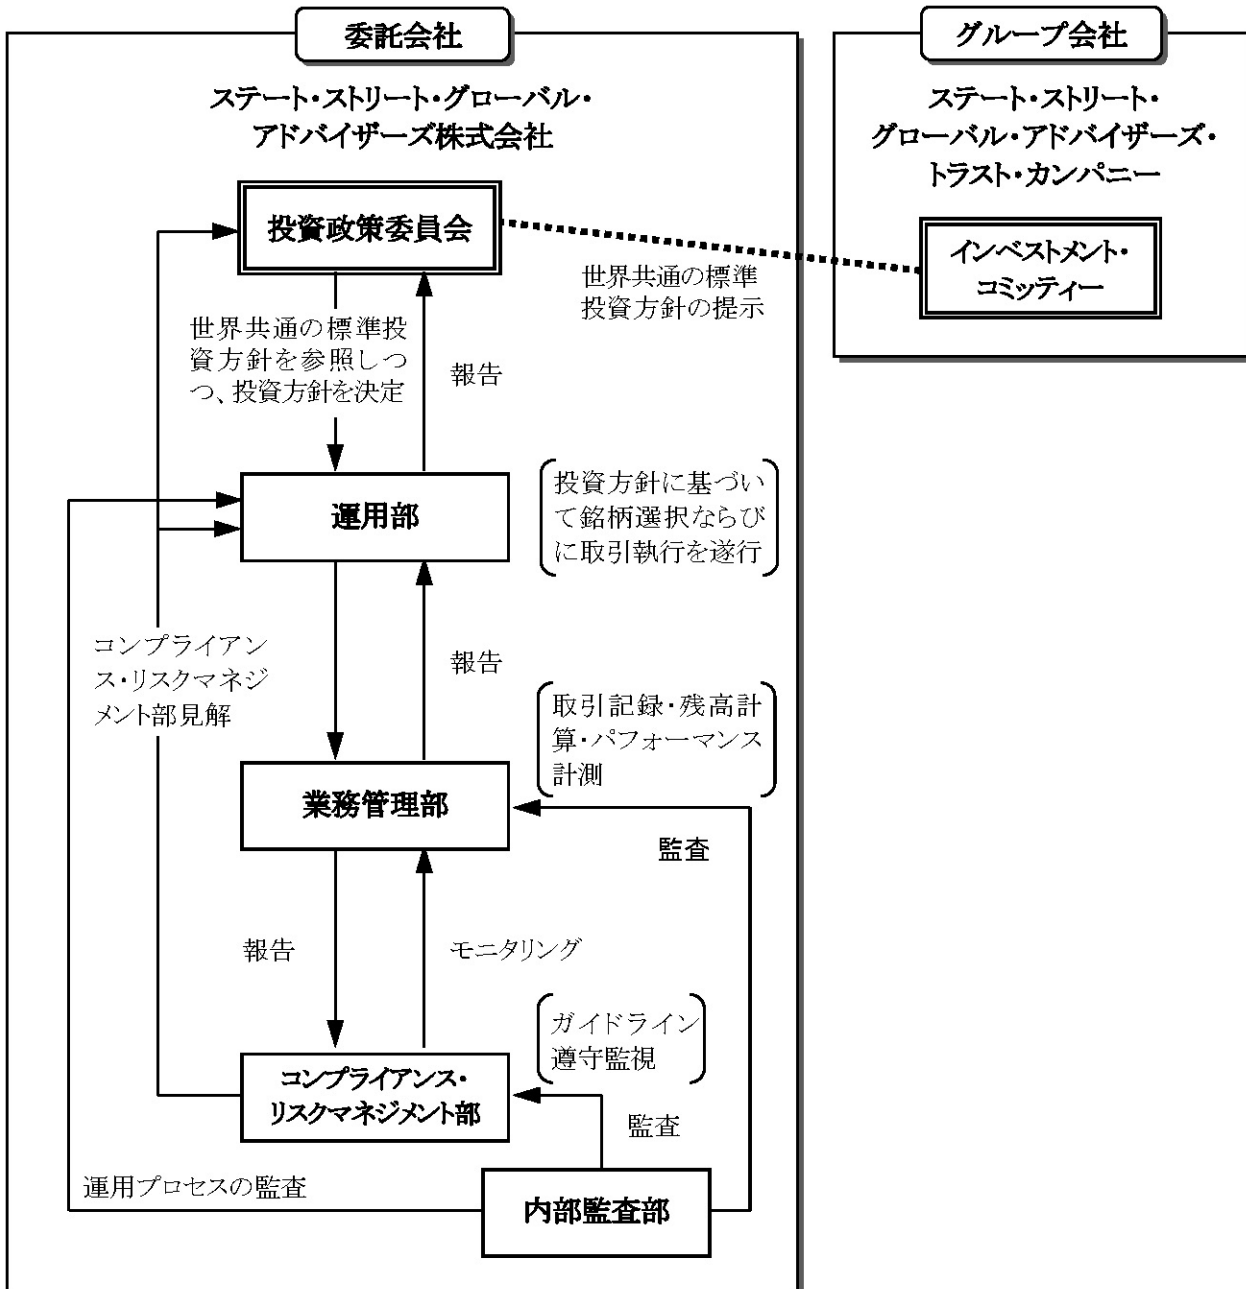 委託会社
ステート・ストリート・グローバル・
アドバイザーズ株式会社
グループ会社
ステート・ストリート・
グローバル・アドバイザーズ・
トラスト・カンパニー
投資政策委員会
インベストメント・
コミッティー
世界共通の標準
投資方針の提示
世界共通の標準投
資方針を参照しつ
つ、投資方針を決定
報告
運用部
投資方針に基づい
て銘柄選択ならび
に取引執行を遂行
コンプライアン
ス・リスクマネジ
メント部見解
報告
取引記録・残高計
算・パフォーマンス
計測
業務管理部
監査
報告
モニタリング
ガイドライン
遵守監視
コンプライアンス・
リスクマネジメント部
監査
運用プロセスの監査
内部監査部